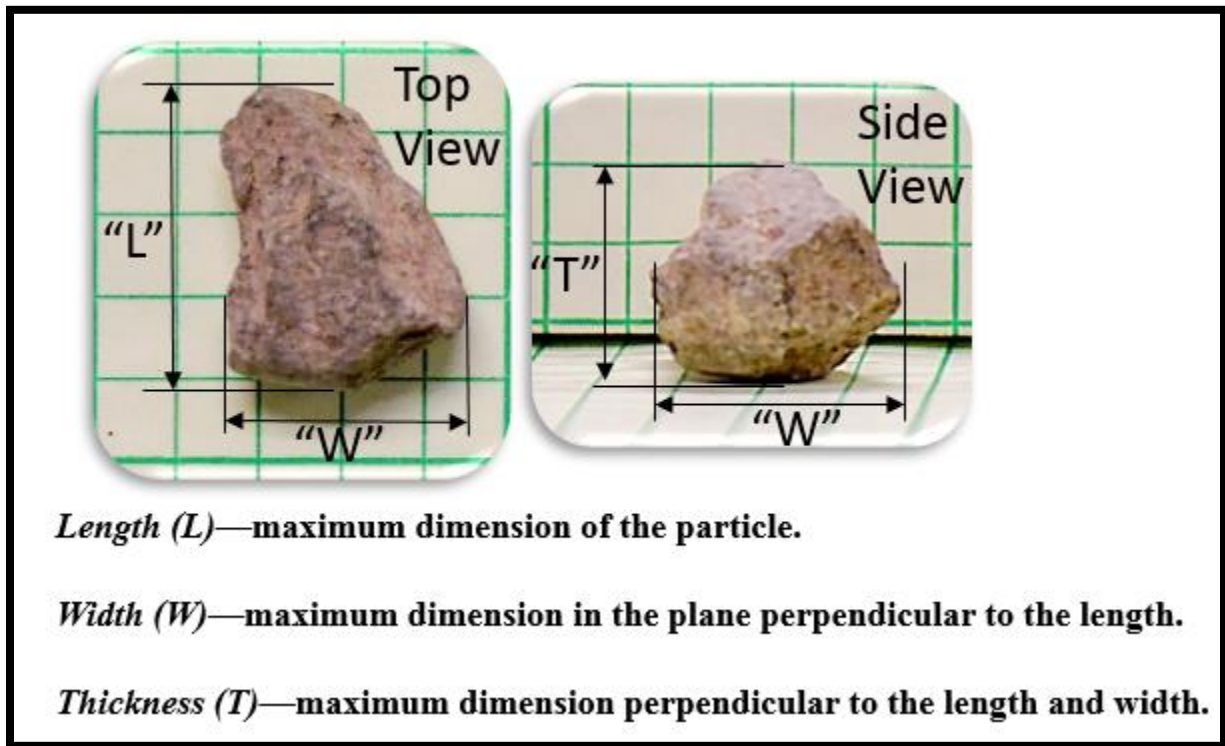 Top
View
"L"
"W"
Side
View
"T"
"W"
Length (L)—maximum dimension of the particle.
Width (W)—maximum dimension in the plane perpendicular to the length.
Thickness (T)—maximum dimension perpendicular to the length and width.